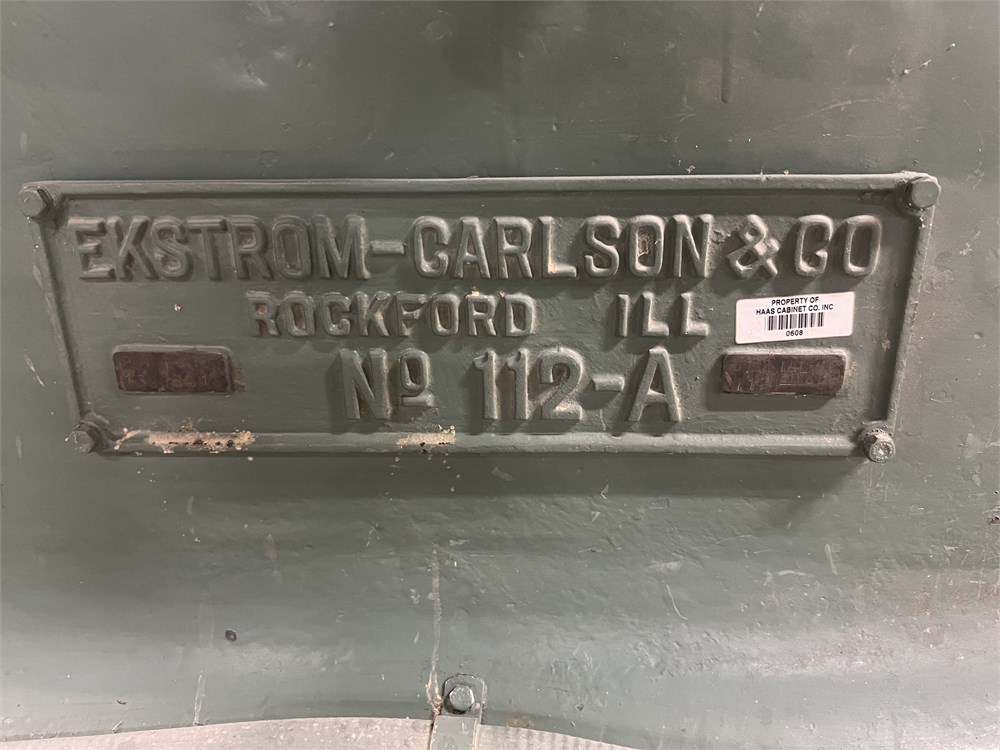 EKSTROM-CARLSON & CO
ROCKFORD ILL
Nº 112-A
PROPERTY OF
HAAS CABINET CO. INC
0608